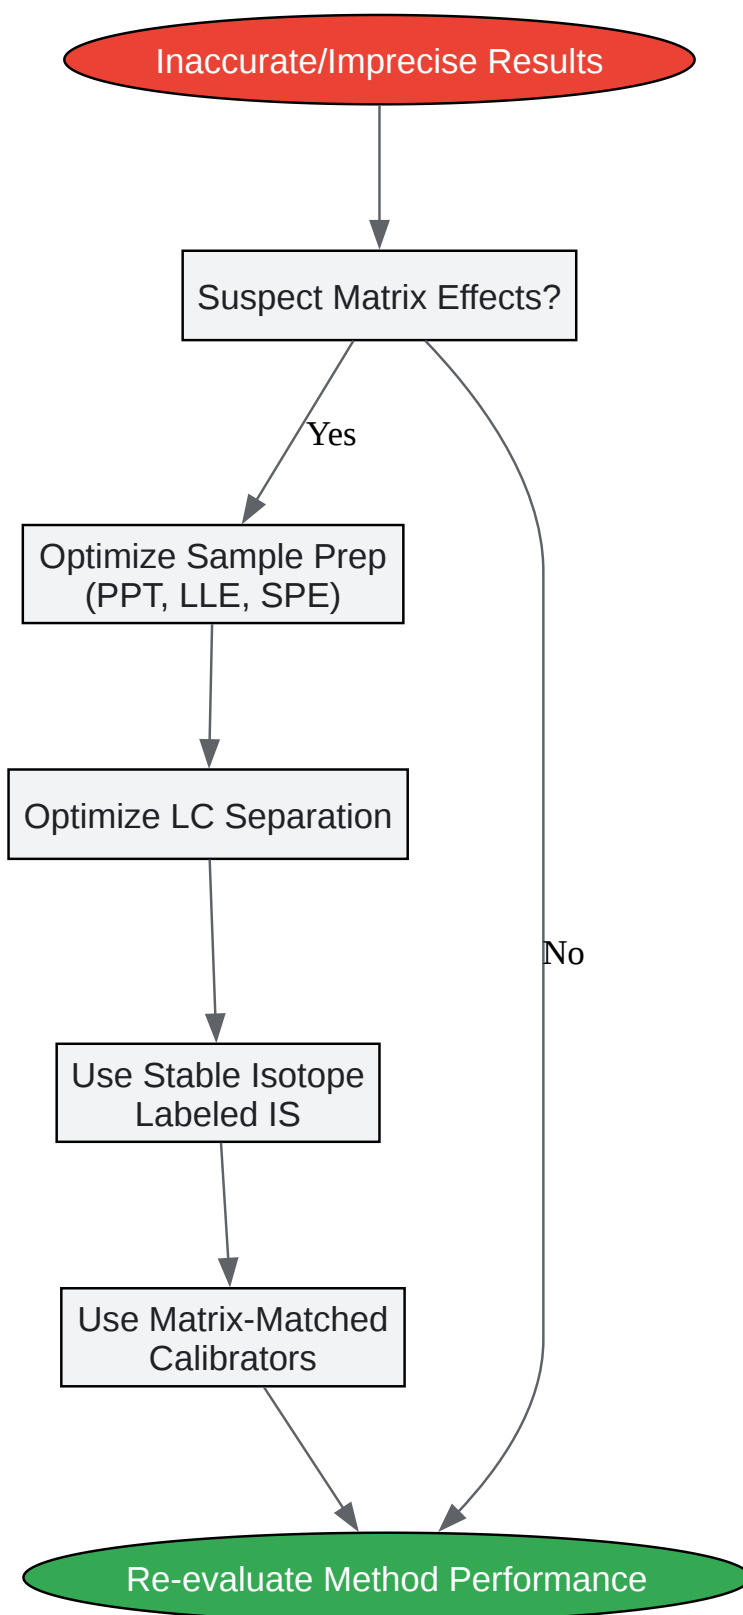 Inaccurate/Imprecise Results
Suspect Matrix Effects?
Yes
Optimize Sample Prep
(PPT, LLE, SPE)
Optimize LC Separation
No
Use Stable Isotope
Labeled IS
Use Matrix-Matched
Calibrators
Re-evaluate Method Performance